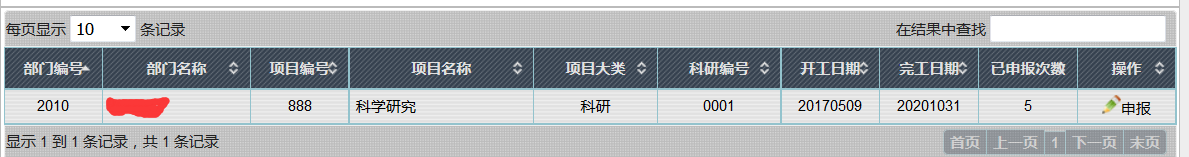 每页显示 10 条记录 在结果中查找
部门编号 部门名称 项目编号 项目名称 项目大类 科研编号 开工日期 完工日期 已申报次数 操作
2010 888 科学研究 科研 0001 20170509 20201031 5 申报
显示 1 到 1 条记录，共 1 条记录 首页 上一页 1 下一页 末页